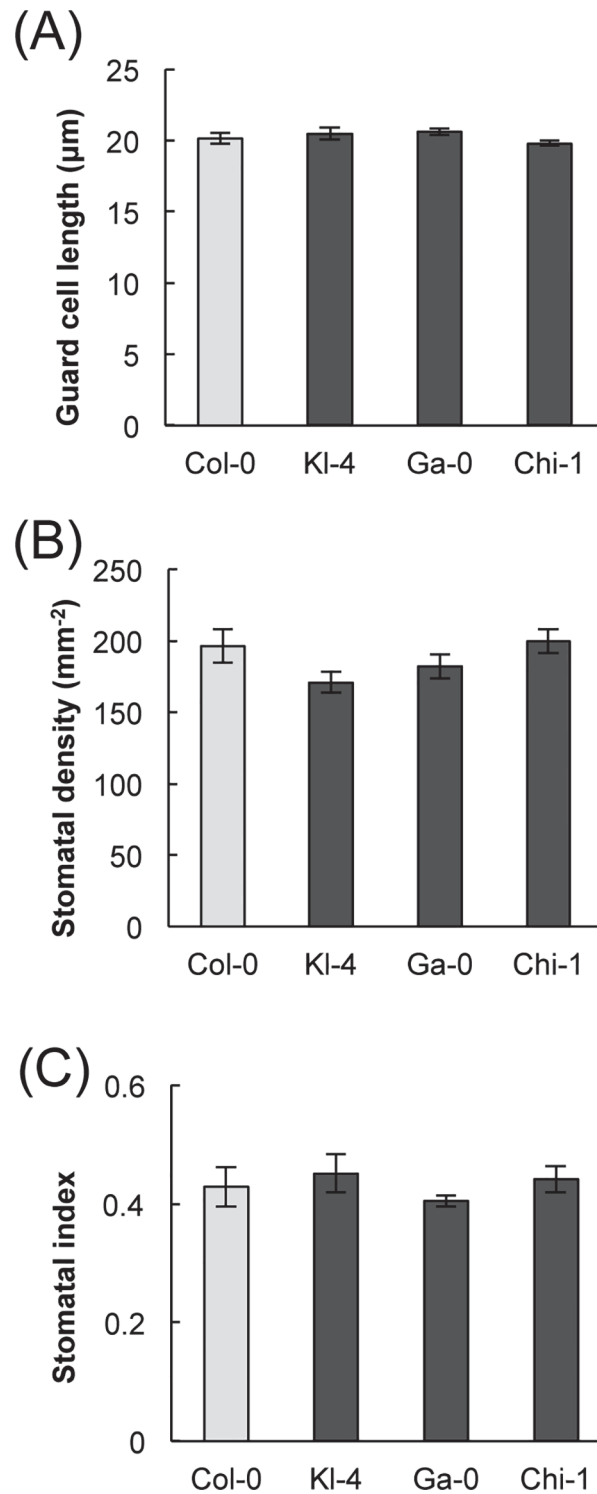 (A)
Guard cell length (µm)
25
20
15
10
5
0
Col-0 Kl-4 Ga-0 Chi-1
(B)
Stomatal density (mm⁻²)
250
200
150
100
50
0
Col-0 Kl-4 Ga-0 Chi-1
(C)
Stomatal index
0.6
0.4
0.2
0
Col-0 Kl-4 Ga-0 Chi-1